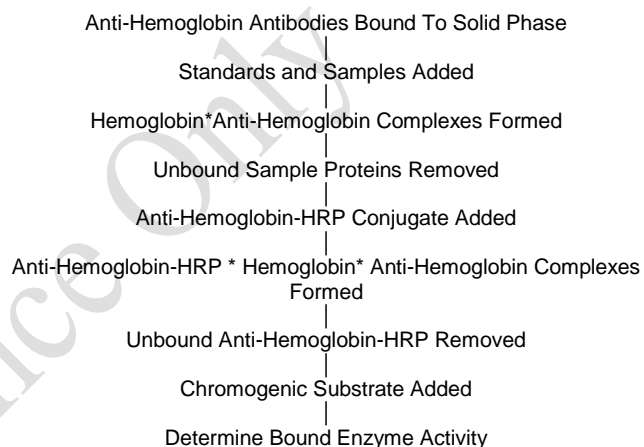 Anti-Hemoglobin Antibodies Bound To Solid Phase
Standards and Samples Added
Hemoglobin*Anti-Hemoglobin Complexes Formed
Unbound Sample Proteins Removed
Anti-Hemoglobin-HRP Conjugate Added
Anti-Hemoglobin-HRP * Hemoglobin* Anti-Hemoglobin Complexes
Formed
Unbound Anti-Hemoglobin-HRP Removed
Chromogenic Substrate Added
Determine Bound Enzyme Activity
Only